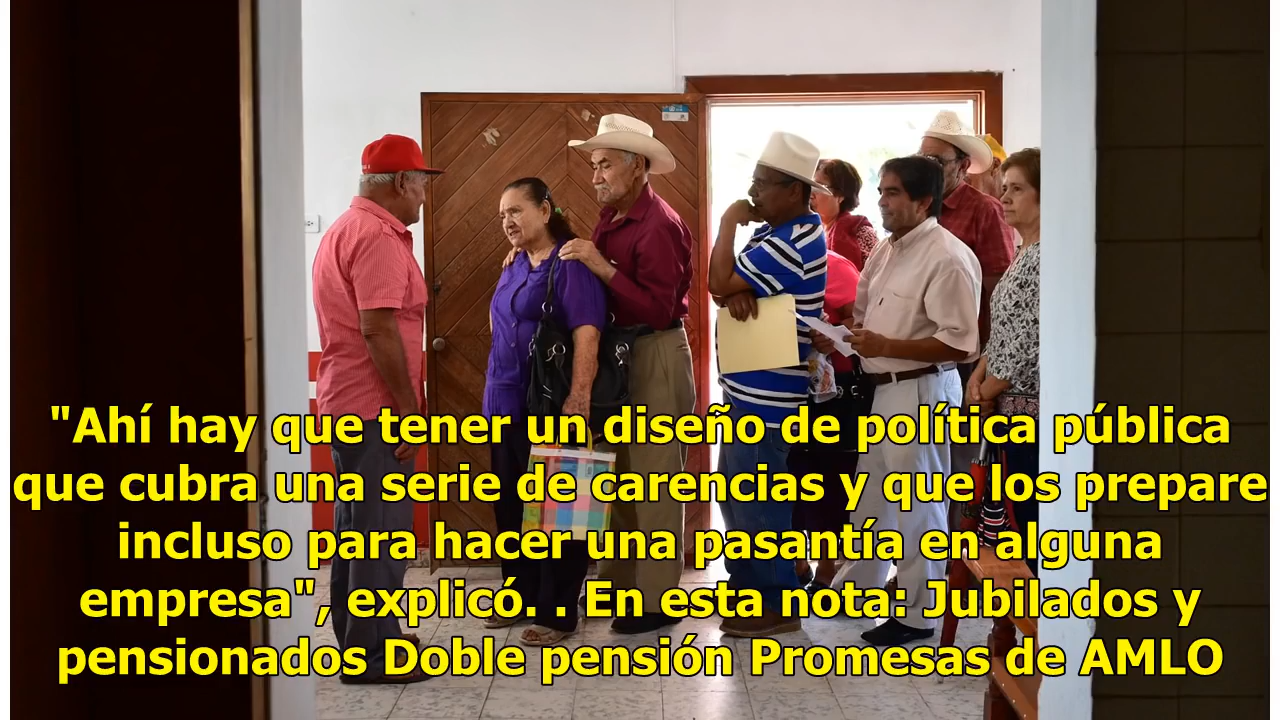 "Ahí hay que tener un diseño de política pública
que cubra una serie de carencias y que los prepare
incluso para hacer una pasantía en alguna
empresa", explicó. . En esta nota: Jubilados y
pensionados Doble pensión Promesas de AMLO